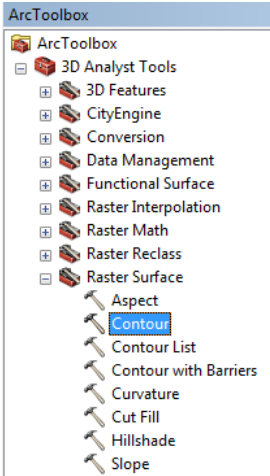 ArcToolbox
ArcToolbox
3D Analyst Tools
3D Features
CityEngine
Conversion
Data Management
Functional Surface
Raster Interpolation
Raster Math
Raster Reclass
Raster Surface
Aspect
Contour
Contour List
Contour with Barriers
Curvature
Cut Fill
Hillshade
Slope